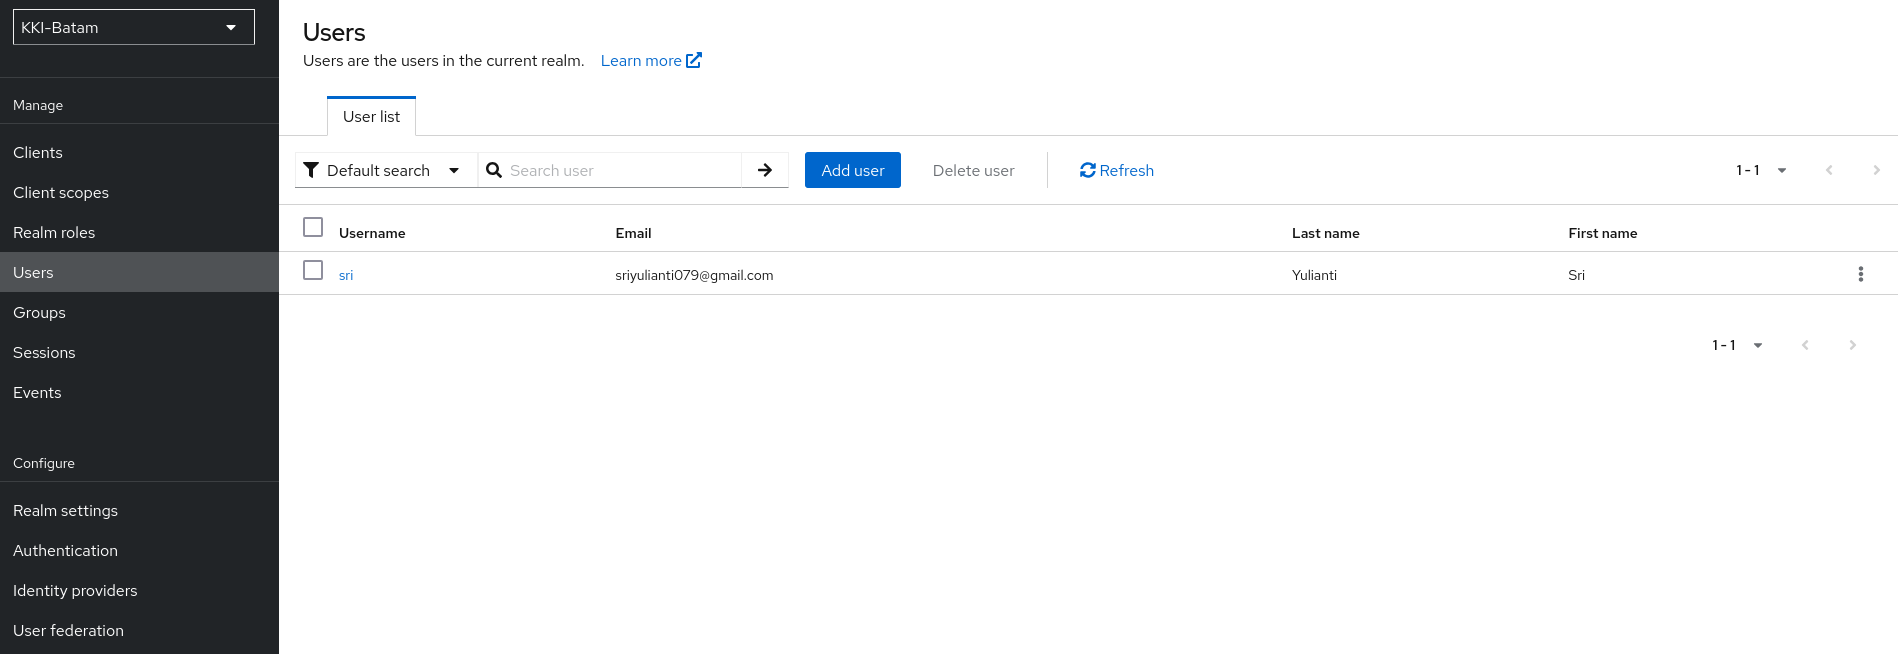 KKI-Batam
Manage
Clients
Client scopes
Realm roles
Users
Groups
Sessions
Events
Configure
Realm settings
Authentication
Identity providers
User federation
Users
Users are the users in the current realm. Learn more
User list
Default search Search user Add user Delete user Refresh 1 - 1
Username Email Last name First name
sri sriyulianti079@gmail.com Yulianti Sri
1 - 1